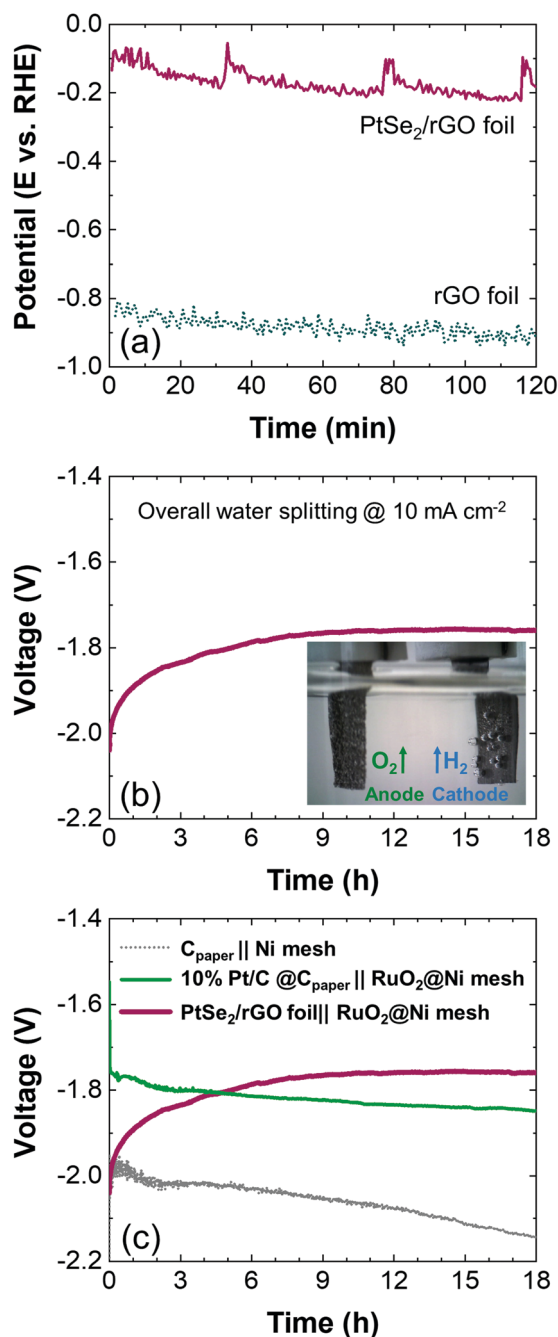 0.0
-0.2
-0.4
-0.6
-0.8
-1.0
Potential (E vs. RHE)
PtSe₂/rGO foil
rGO foil
(a)
0 20 40 60 80 100 120
Time (min)
-1.4
-1.6
-1.8
-2.0
-2.2
Voltage (V)
Overall water splitting @ 10 mA cm⁻²
O₂↑ ↑H₂
Anode Cathode
(b)
0 3 6 9 12 15 18
Time (h)
-1.4
-1.6
-1.8
-2.0
-2.2
Voltage (V)
C_paper || Ni mesh
10% Pt/C @C_paper || RuO₂@Ni mesh
PtSe₂/rGO foil|| RuO₂@Ni mesh
(c)
0 3 6 9 12 15 18
Time (h)